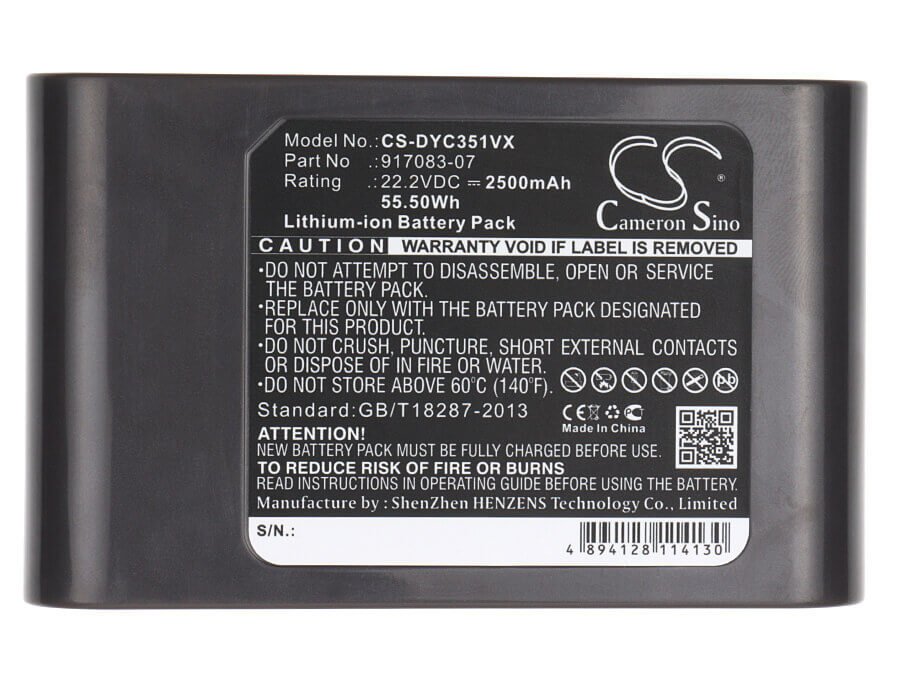 Model No.:CS-DYC351VX
Part No .:917083-07
Rating .:22.2VDC ⎓ 2500mAh
55.50Wh
Lithium-ion Battery Pack
CS
®
Cameron Sino
CAUTION WARRANTY VOID IF LABEL IS REMOVED
•DO NOT ATTEMPT TO DISASSEMBLE, OPEN OR SERVICE
THE BATTERY PACK.
•REPLACE ONLY WITH THE BATTERY PACK DESIGNATED
FOR THIS PRODUCT.
•DO NOT CRUSH, PUNCTURE, SHORT EXTERNAL CONTACTS
OR DISPOSE OF IN FIRE OR WATER.
•DO NOT STORE ABOVE 60°C (140°F).
Pb
Standard:GB/T18287-2013
CE
Made In China
ATTENTION!
NEW BATTERY PACK MUST BE FULLY CHARGED BEFORE USE.
TO REDUCE RISK OF FIRE OR BURNS
READ INSTRUCTIONS IN OPERATING GUIDE BEFORE USING THE BATTERY.
Manufacture by : ShenZhen HENZENS Technology Co., Limited
S/N.:
4 894128 114130